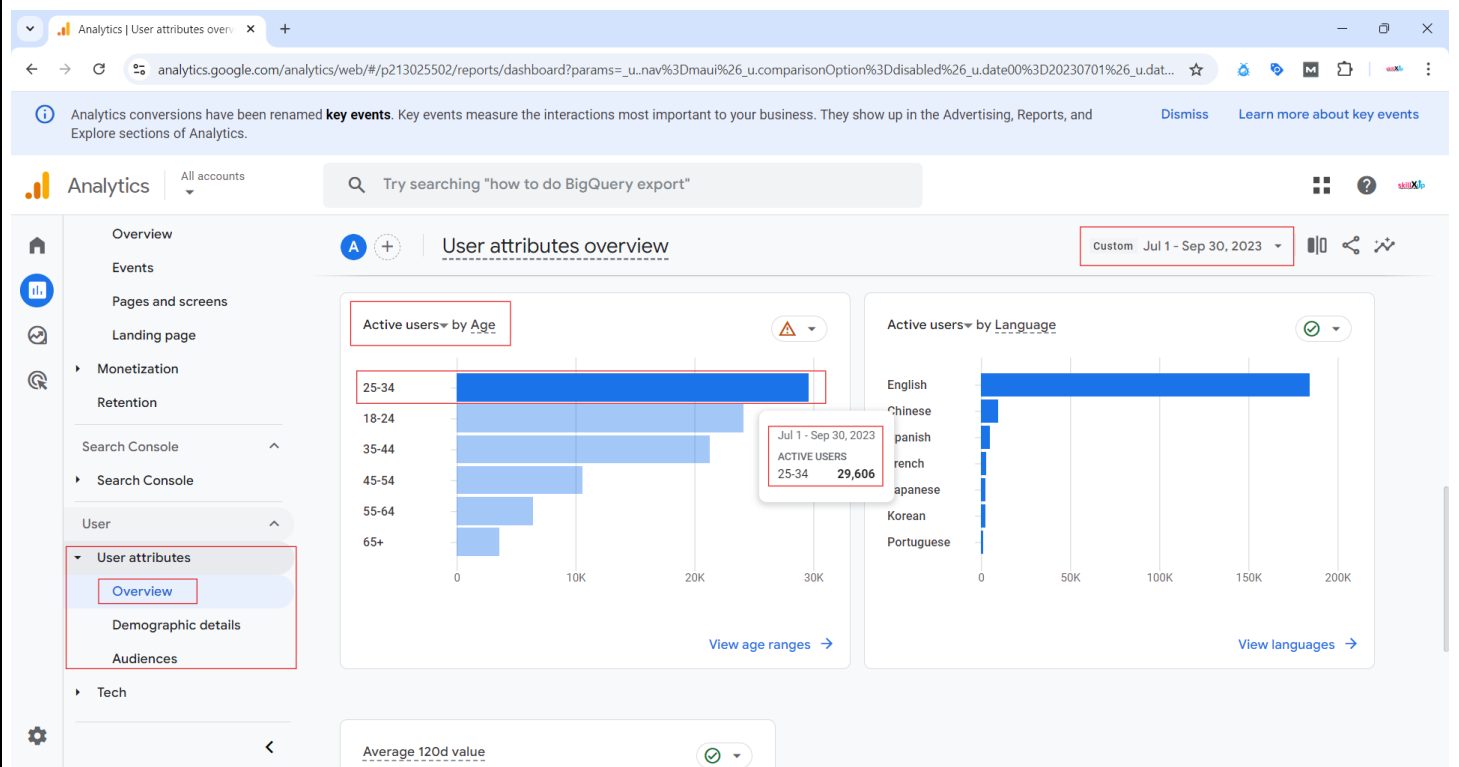 Analytics | User attributes overv
analytics.google.com/analytics/web/#/p213025502/reports/dashboard?params=_u..nav%3Dmaui%26_u.comparisonOption%3Ddisabled%26_u.date00%3D20230701%26_u.dat...
Analytics conversions have been renamed key events. Key events measure the interactions most important to your business. They show up in the Advertising, Reports, and
Explore sections of Analytics.
Dismiss
Learn more about key events
Analytics
All accounts
Try searching "how to do BigQuery export"
skillXUp
Overview
Events
Pages and screens
Landing page
Monetization
Retention
Search Console
Search Console
User
User attributes
Overview
Demographic details
Audiences
Tech
A
User attributes overview
Custom Jul 1 - Sep 30, 2023
Active users by Age
25-34
18-24
35-44
45-54
55-64
65+
0 10K 20K 30K
Jul 1 - Sep 30, 2023
ACTIVE USERS
25-34 29,606
View age ranges
Active users by Language
English
Chinese
panish
rench
apanese
Korean
Portuguese
0 50K 100K 150K 200K
View languages
Average 120d value